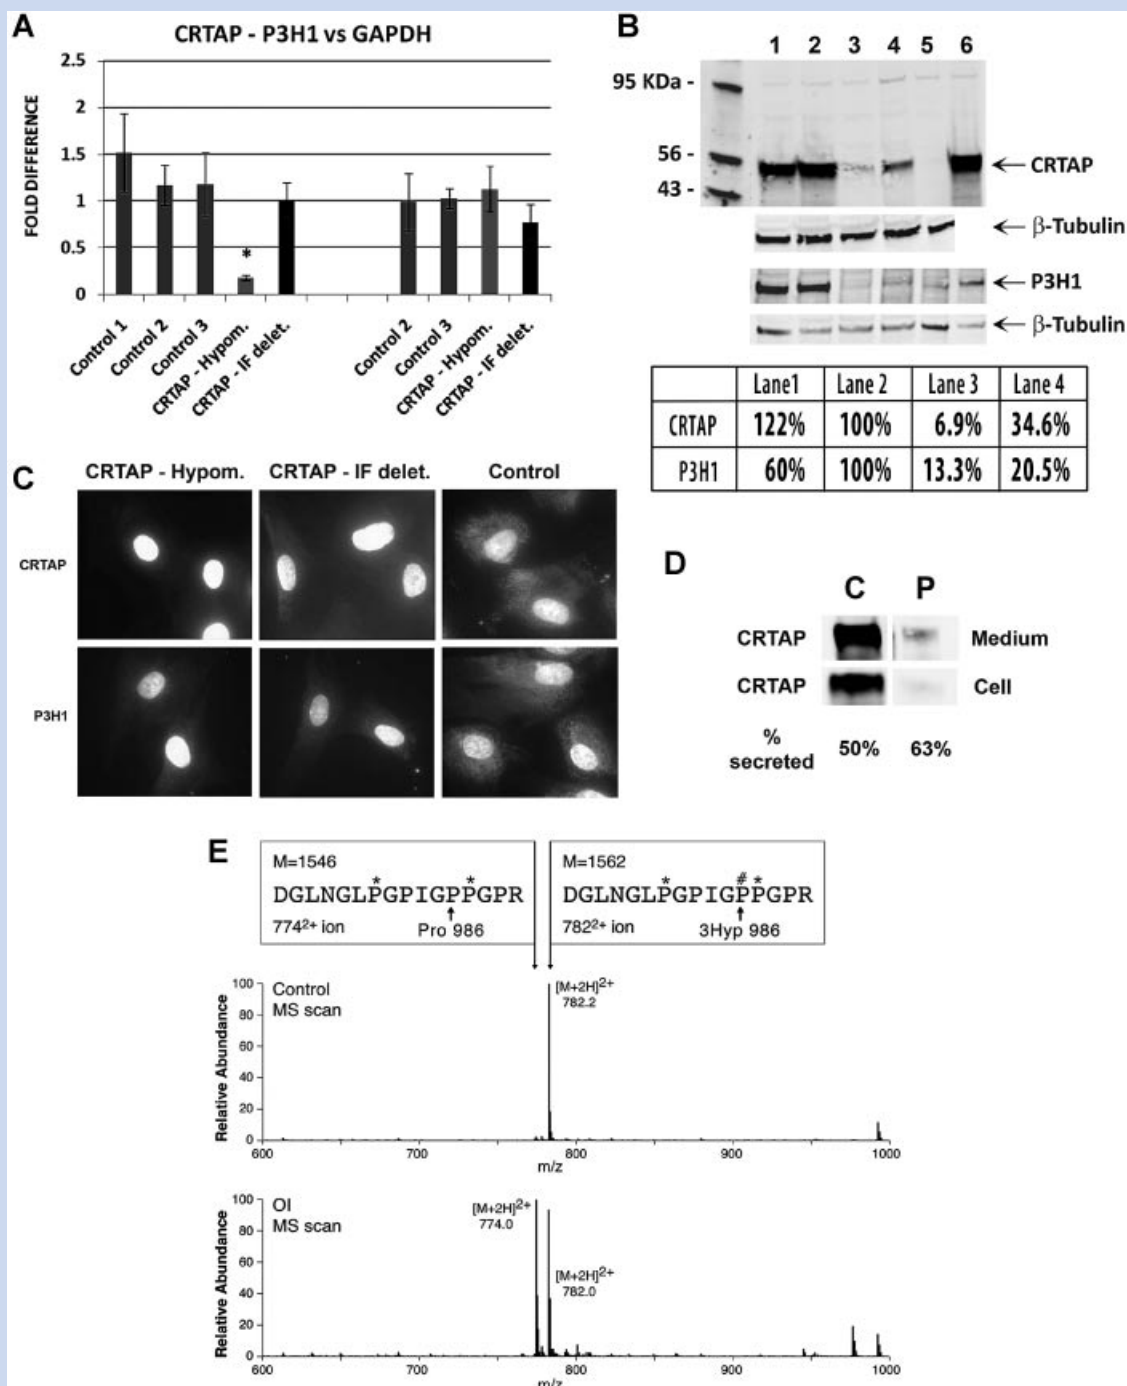 A
CRTAP - P3H1 vs GAPDH
FOLD DIFFERENCE
2.5
2
1.5
1
0.5
0
*
Control 1
Control 2
Control 3
CRTAP - Hypom.
CRTAP - IF delet.
Control 2
Control 3
CRTAP - Hypom.
CRTAP - IF delet.
B
1 2 3 4 5 6
95 KDa -
56 -
43 -
← CRTAP
← β-Tubulin
← P3H1
← β-Tubulin
Lane1 Lane 2 Lane 3 Lane 4
CRTAP 122% 100% 6.9% 34.6%
P3H1 60% 100% 13.3% 20.5%
C
CRTAP - Hypom. CRTAP - IF delet. Control
CRTAP
P3H1
D
C P
CRTAP Medium
CRTAP Cell
% secreted 50% 63%
E
M=1546
* *
DGLNGLPGPIGPPGPR
774²⁺ ion Pro 986
M=1562
* # *
DGLNGLPGPIGPPGPR
782²⁺ ion 3Hyp 986
Control
MS scan
[M+2H]²⁺
782.2
Relative Abundance
100
80
60
40
20
0
600 700 800 900 1000
m/z
OI
MS scan
[M+2H]²⁺
774.0
[M+2H]²⁺
782.0
Relative Abundance
100
80
60
40
20
0
600 700 800 900 1000
m/z